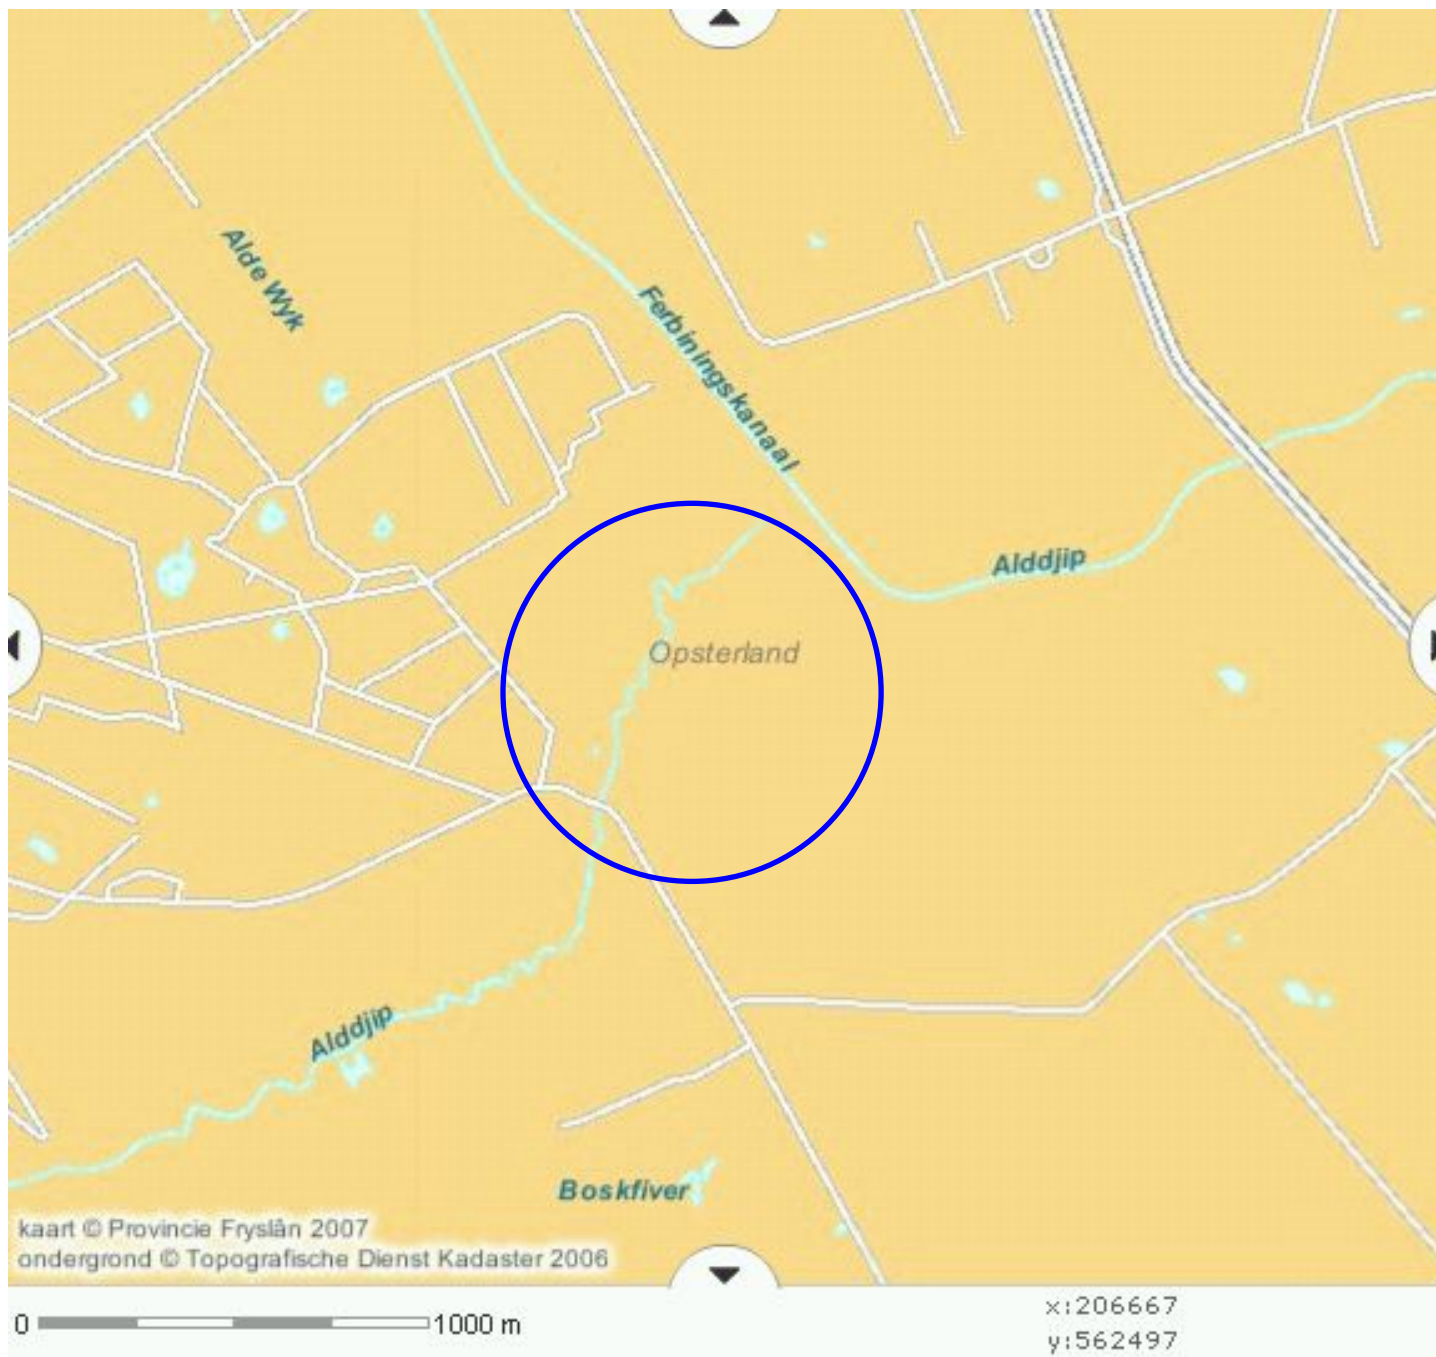 Alde Wyk
Ferbiningskanaal
Alddjip
Opsterland
Alddjip
Boskfiver
kaart © Provincie Fryslân 2007
ondergrond © Topografische Dienst Kadaster 2006
0 1000 m
x:206667
y:562497